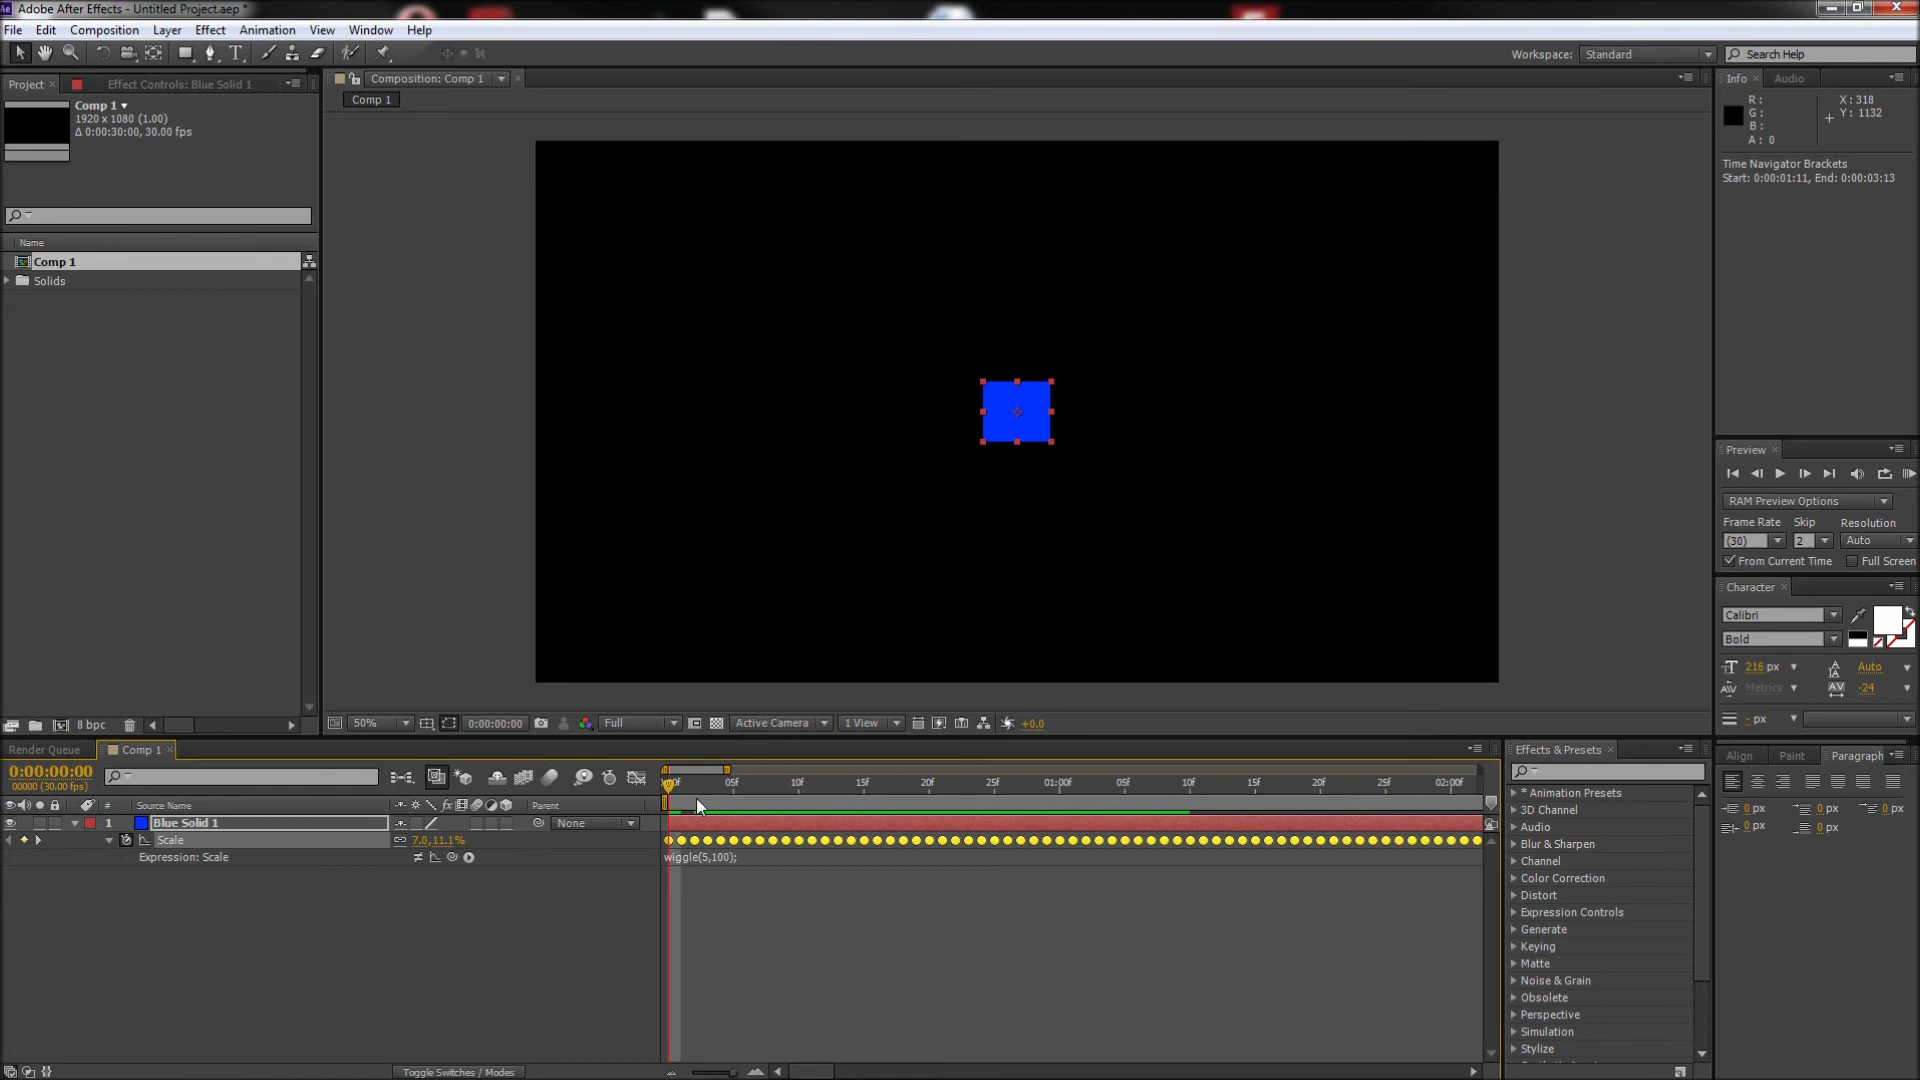 Adobe After Effects - Untitled Project.aep *
File Edit Composition Layer Effect Animation View Window Help
Workspace: Standard Search Help
Project Effect Controls: Blue Solid 1
Composition: Comp 1
Info Audio
Comp 1
Comp 1
1920 x 1080 (1.00)
Δ 0:00:30:00, 30.00 fps
R:
G:
B:
A: 0
X: 318
Y: 1132
Time Navigator Brackets
Start: 0:00:01:11, End: 0:00:03:13
Name
Comp 1
Solids
Preview
RAM Preview Options
Frame Rate Skip Resolution
(30) 2 Auto
From Current Time Full Screen
Character
Calibri
Bold
216 px Auto
Metrics -24
- px
8 bpc
50% 0:00:00:00 Full Active Camera 1 View +0.0
Render Queue Comp 1
0:00:00:00
00000 (30.00 fps)
05f 10f 15f 20f 25f 01:00f 05f 10f 15f 20f 25f 02:00f
# Source Name Parent
1 Blue Solid 1 None
Scale 7.0,11.1%
Expression: Scale wiggle(5,100);
Toggle Switches / Modes
Effects & Presets
* Animation Presets
3D Channel
Audio
Blur & Sharpen
Channel
Color Correction
Distort
Expression Controls
Generate
Keying
Matte
Noise & Grain
Obsolete
Perspective
Simulation
Stylize
Align Paint Paragraph
0 px 0 px 0 px
0 px 0 px